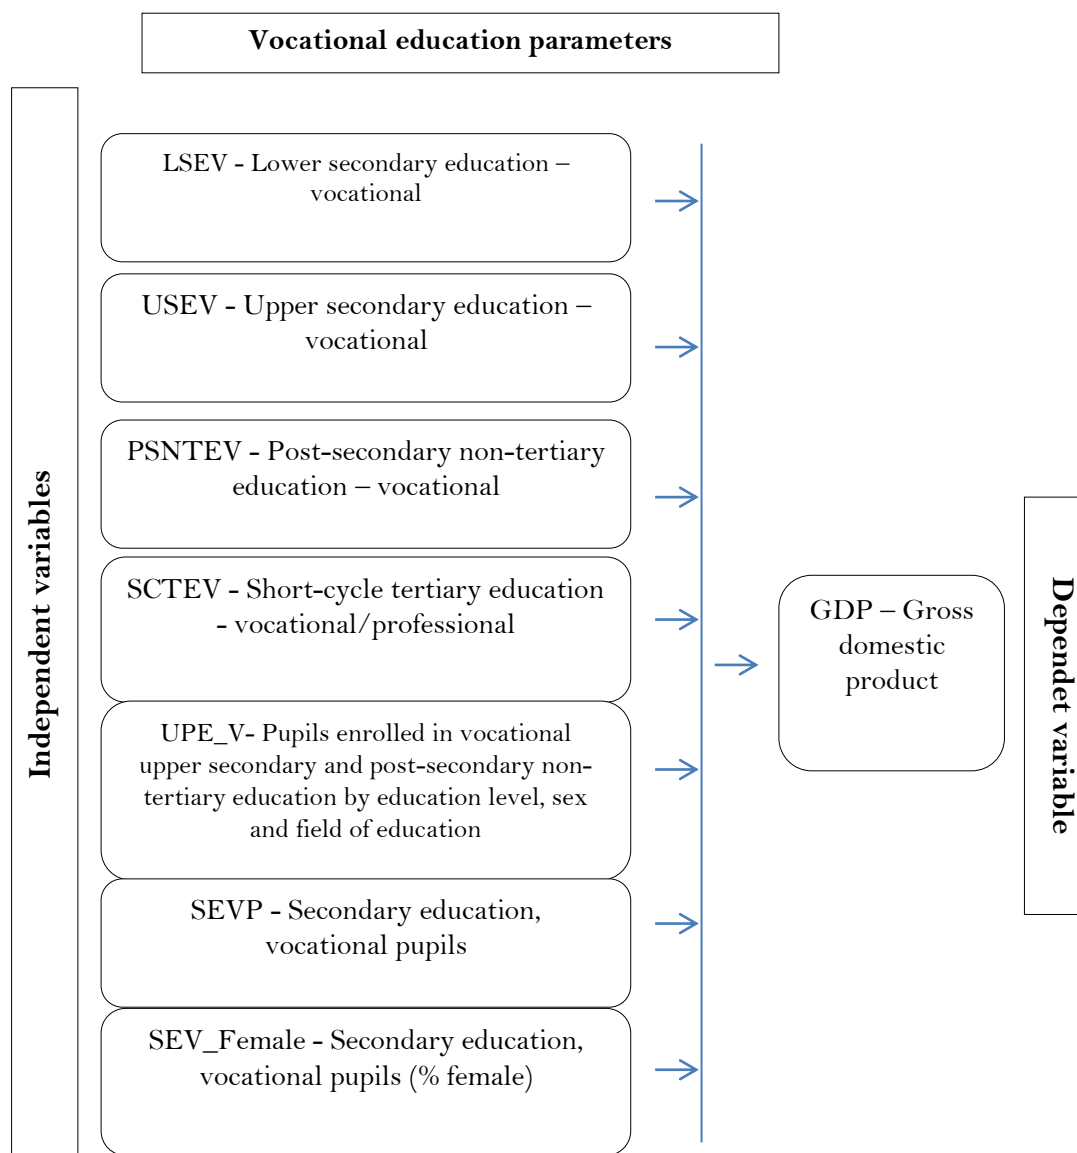 Vocational education parameters
Independent variables
LSEV - Lower secondary education –
vocational
USEV - Upper secondary education –
vocational
PSNTEV - Post-secondary non-tertiary
education – vocational
SCTEV - Short-cycle tertiary education
- vocational/professional
UPE_V- Pupils enrolled in vocational
upper secondary and post-secondary non-
tertiary education by education level, sex
and field of education
SEVP - Secondary education,
vocational pupils
SEV_Female - Secondary education,
vocational pupils (% female)
GDP – Gross
domestic
product
Dependet variable